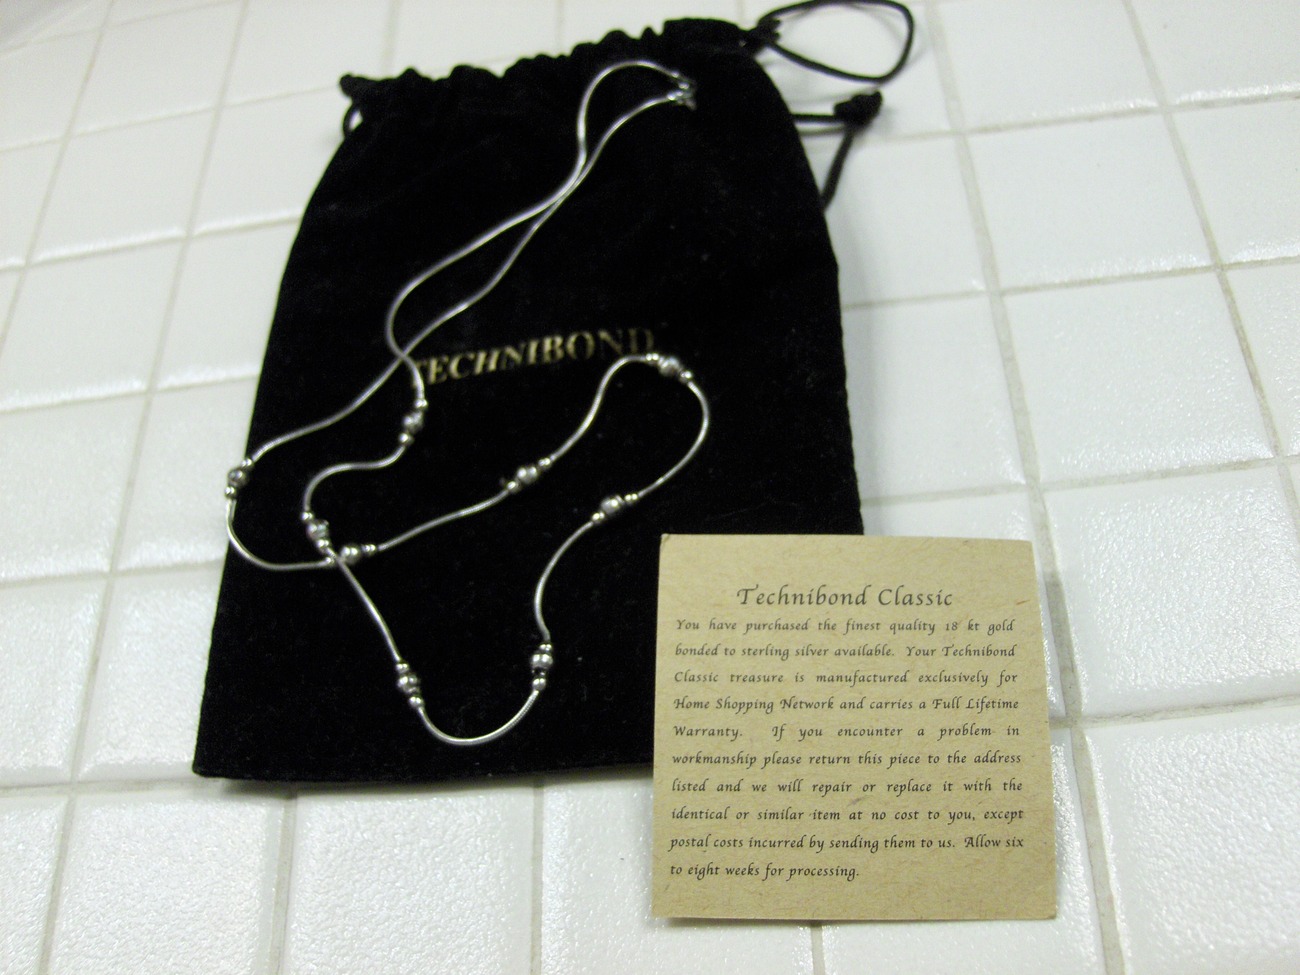 TECHNIBOND
Technibond Classic
You have purchased the finest quality 18 kt gold
bonded to sterling silver available. Your Technibond
Classic treasure is manufactured exclusively for
Home Shopping Network and carries a Full Lifetime
Warranty. If you encounter a problem in
workmanship please return this piece to the address
listed and we will repair or replace it with the
identical or similar item at no cost to you, except
postal costs incurred by sending them to us. Allow six
to eight weeks for processing.